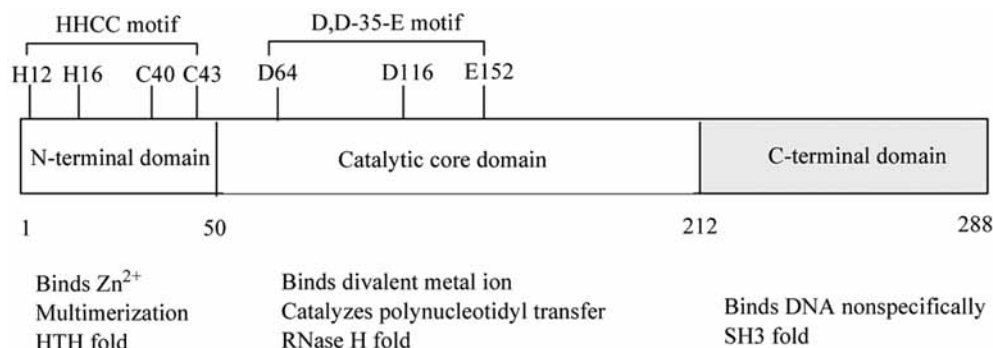 HHCC motif
D,D-35-E motif
H12 H16 C40 C43 D64 D116 E152
N-terminal domain Catalytic core domain C-terminal domain
1 50 212 288
Binds Zn2+
Multimerization
HTH fold
Binds divalent metal ion
Catalyzes polynucleotidyl transfer
RNase H fold
Binds DNA nonspecifically
SH3 fold